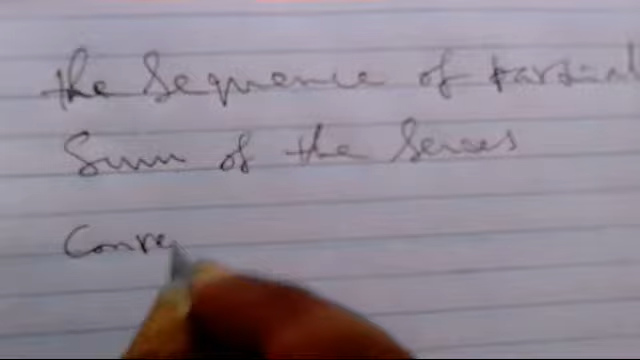 the Sequence of partial
Sum of the Series
Conve